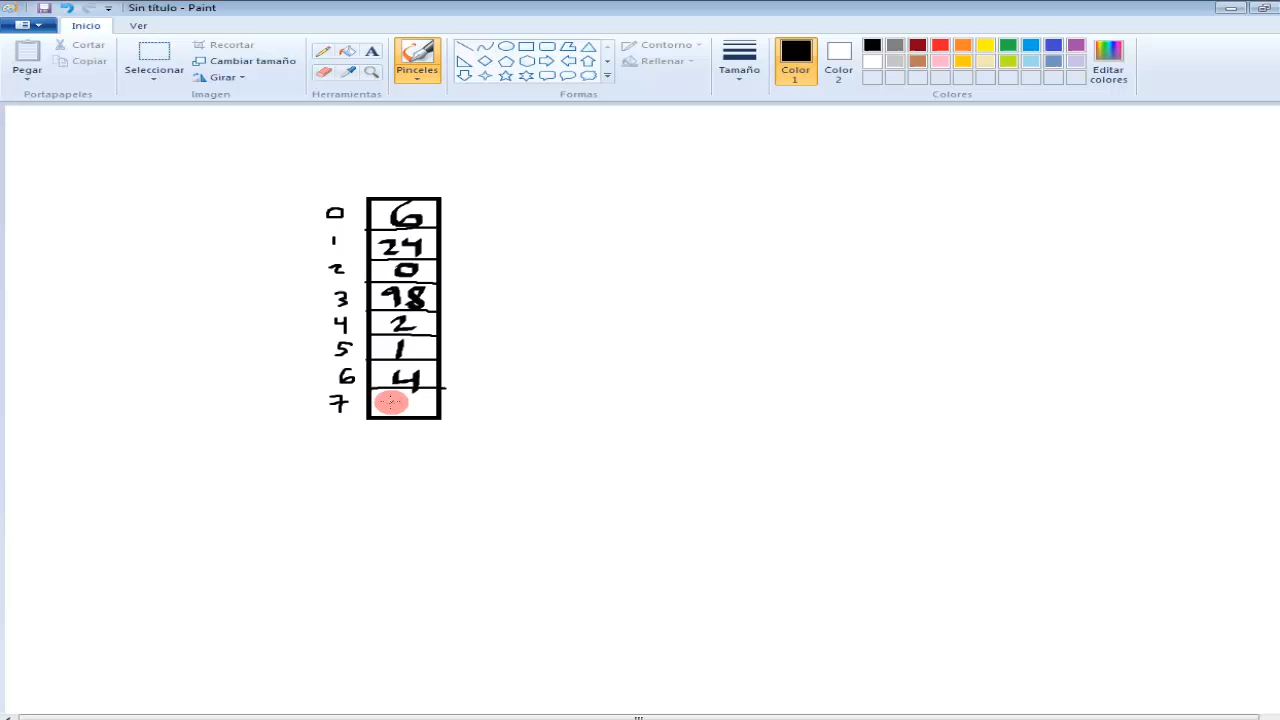 Sin título - Paint
Inicio Ver
Pegar
Cortar
Copiar
Portapapeles
Seleccionar
Recortar
Cambiar tamaño
Girar
Imagen
A
Herramientas
Pinceles
Formas
Contorno
Rellenar
Tamaño
Color 1
Color 2
Editar colores
Colores
0 6
1 24
2 0
3 98
4 2
5 1
6 4
7